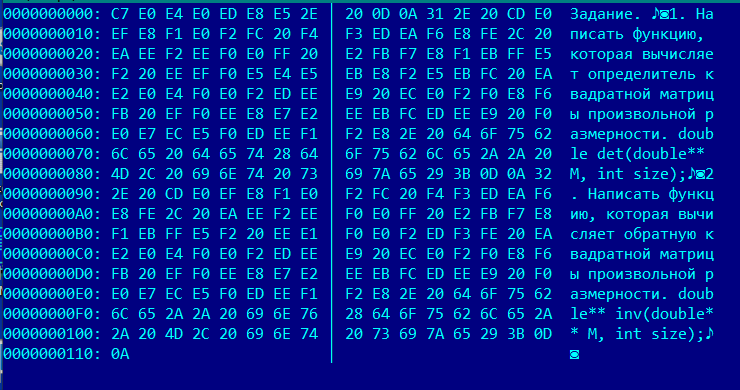 0000000000: C7 E0 E4 E0 ED E8 E5 2E │ 20 0D 0A 31 2E 20 CD E0 Задание. ♪◙1. На
0000000010: EF E8 F1 E0 F2 FC 20 F4 │ F3 ED EA F6 E8 FE 2C 20 писать функцию,
0000000020: EA EE F2 EE F0 E0 FF 20 │ E2 FB F7 E8 F1 EB FF E5 которая вычисляе
0000000030: F2 20 EE EF F0 E5 E4 E5 │ EB E8 F2 E5 EB FC 20 EA т определитель к
0000000040: E2 E0 E4 F0 E0 F2 ED EE │ E9 20 EC E0 F2 F0 E8 F6 вадратной матриц
0000000050: FB 20 EF F0 EE E8 E7 E2 │ EE EB FC ED EE E9 20 F0 ы произвольной р
0000000060: E0 E7 EC E5 F0 ED EE F1 │ F2 E8 2E 20 64 6F 75 62 азмерности. doub
0000000070: 6C 65 20 64 65 74 28 64 │ 6F 75 62 6C 65 2A 2A 20 le det(double**
0000000080: 4D 2C 20 69 6E 74 20 73 │ 69 7A 65 29 3B 0D 0A 32 M, int size);♪◙2
0000000090: 2E 20 CD E0 EF E8 F1 E0 │ F2 FC 20 F4 F3 ED EA F6 . Написать функц
00000000A0: E8 FE 2C 20 EA EE F2 EE │ F0 E0 FF 20 E2 FB F7 E8 ию, которая вычи
00000000B0: F1 EB FF E5 F2 20 EE E1 │ F0 E0 F2 ED F3 FE 20 EA сляет обратную к
00000000C0: E2 E0 E4 F0 E0 F2 ED EE │ E9 20 EC E0 F2 F0 E8 F6 вадратной матриц
00000000D0: FB 20 EF F0 EE E8 E7 E2 │ EE EB FC ED EE E9 20 F0 ы произвольной р
00000000E0: E0 E7 EC E5 F0 ED EE F1 │ F2 E8 2E 20 64 6F 75 62 азмерности. doub
00000000F0: 6C 65 2A 2A 20 69 6E 76 │ 28 64 6F 75 62 6C 65 2A le** inv(double*
0000000100: 2A 20 4D 2C 20 69 6E 74 │ 20 73 69 7A 65 29 3B 0D * M, int size);♪
0000000110: 0A │ ◙